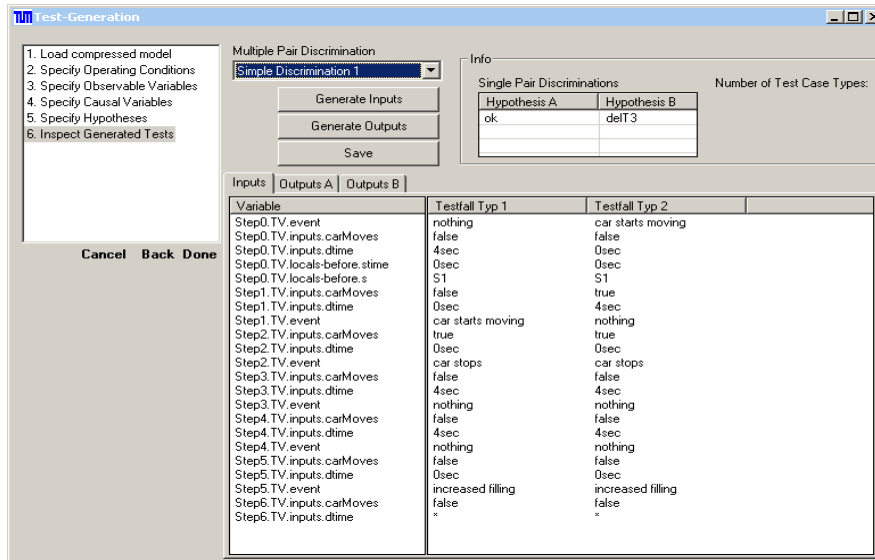 TUM Test-Generation
1. Load compressed model
2. Specify Operating Conditions
3. Specify Observable Variables
4. Specify Causal Variables
5. Specify Hypotheses
6. Inspect Generated Tests
Cancel Back Done
Multiple Pair Discrimination
Simple Discrimination 1
Generate Inputs
Generate Outputs
Save
Info
Single Pair Discriminations
Number of Test Case Types:
Hypothesis A Hypothesis B
ok delT3
Inputs Outputs A Outputs B
Variable Testfall Typ 1 Testfall Typ 2
Step0.TV.event nothing car starts moving
Step0.TV.inputs.carMoves false false
Step0.TV.inputs.dtime 4sec 0sec
Step0.TV.locals-before.stime 0sec 0sec
Step0.TV.locals-before.s S1 S1
Step1.TV.inputs.carMoves false true
Step1.TV.inputs.dtime 0sec 4sec
Step1.TV.event car starts moving nothing
Step2.TV.inputs.carMoves true true
Step2.TV.inputs.dtime 0sec 0sec
Step2.TV.event car stops car stops
Step3.TV.inputs.carMoves false false
Step3.TV.inputs.dtime 4sec 4sec
Step3.TV.event nothing nothing
Step4.TV.inputs.carMoves false false
Step4.TV.inputs.dtime 4sec 4sec
Step4.TV.event nothing nothing
Step5.TV.inputs.carMoves false false
Step5.TV.inputs.dtime 0sec 0sec
Step5.TV.event increased filling increased filling
Step6.TV.inputs.carMoves false false
Step6.TV.inputs.dtime * *